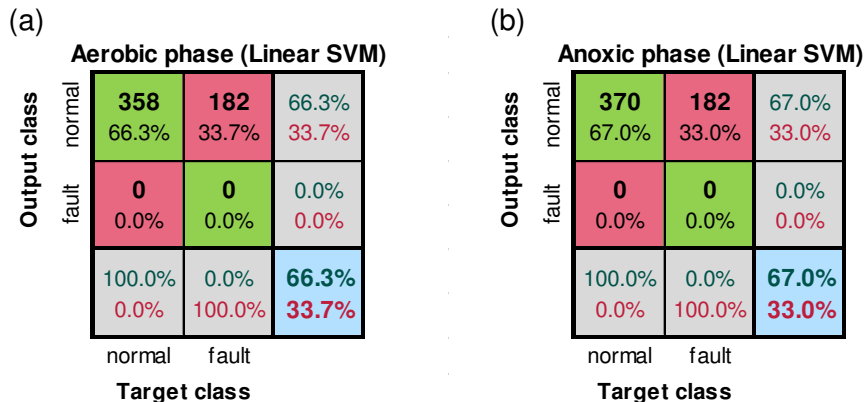 (a)
Aerobic phase (Linear SVM)
Output class
normal
fault
358
66.3%
182
33.7%
66.3%
33.7%
0
0.0%
0
0.0%
0.0%
0.0%
100.0%
0.0%
0.0%
100.0%
66.3%
33.7%
normal
fault
Target class
(b)
Anoxic phase (Linear SVM)
Output class
normal
fault
370
67.0%
182
33.0%
67.0%
33.0%
0
0.0%
0
0.0%
0.0%
0.0%
100.0%
0.0%
0.0%
100.0%
67.0%
33.0%
normal
fault
Target class